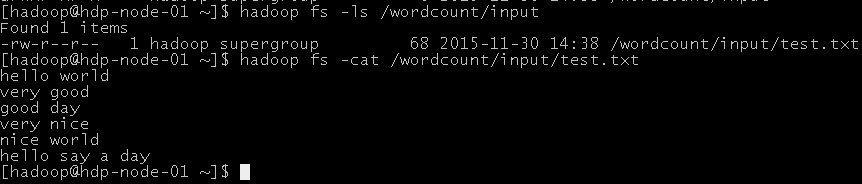 [hadoop@hdp-node-01 ~]$ hadoop fs -ls /wordcount/input
Found 1 items
-rw-r--r--   1 hadoop supergroup         68 2015-11-30 14:38 /wordcount/input/test.txt
[hadoop@hdp-node-01 ~]$ hadoop fs -cat /wordcount/input/test.txt
hello world
very good
good day
very nice
nice world
hello say a day
[hadoop@hdp-node-01 ~]$